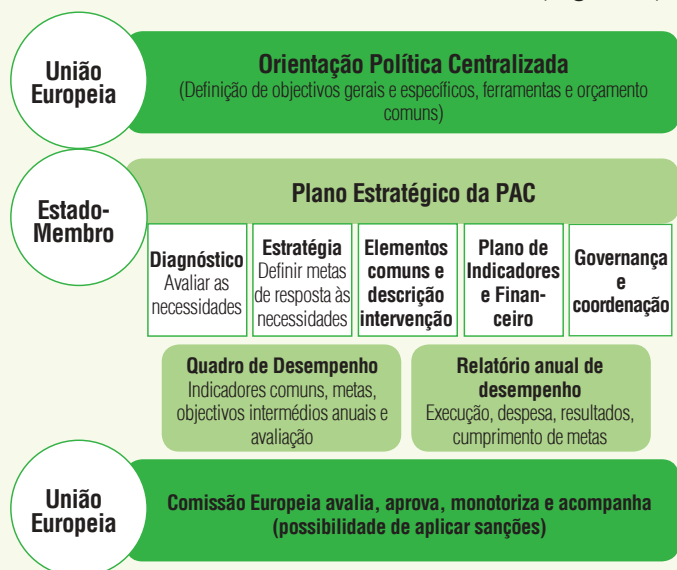 União
Europeia
Orientação Política Centralizada
(Definição de objectivos gerais e específicos, ferramentas e orçamento
comuns)
Estado-
Membro
Plano Estratégico da PAC
Diagnóstico
Avaliar as
necessidades
Estratégia
Definir metas
de resposta às
necessidades
Elementos
comuns e
descrição
intervenção
Plano de
Indicadores
e Finan-
ceiro
Governança
e
coordenação
Quadro de Desempenho
Indicadores comuns, metas,
objectivos intermédios anuais e
avaliação
Relatório anual de
desempenho
Execução, despesa, resultados,
cumprimento de metas
União
Europeia
Comissão Europeia avalia, aprova, monotoriza e acompanha
(possibilidade de aplicar sanções)